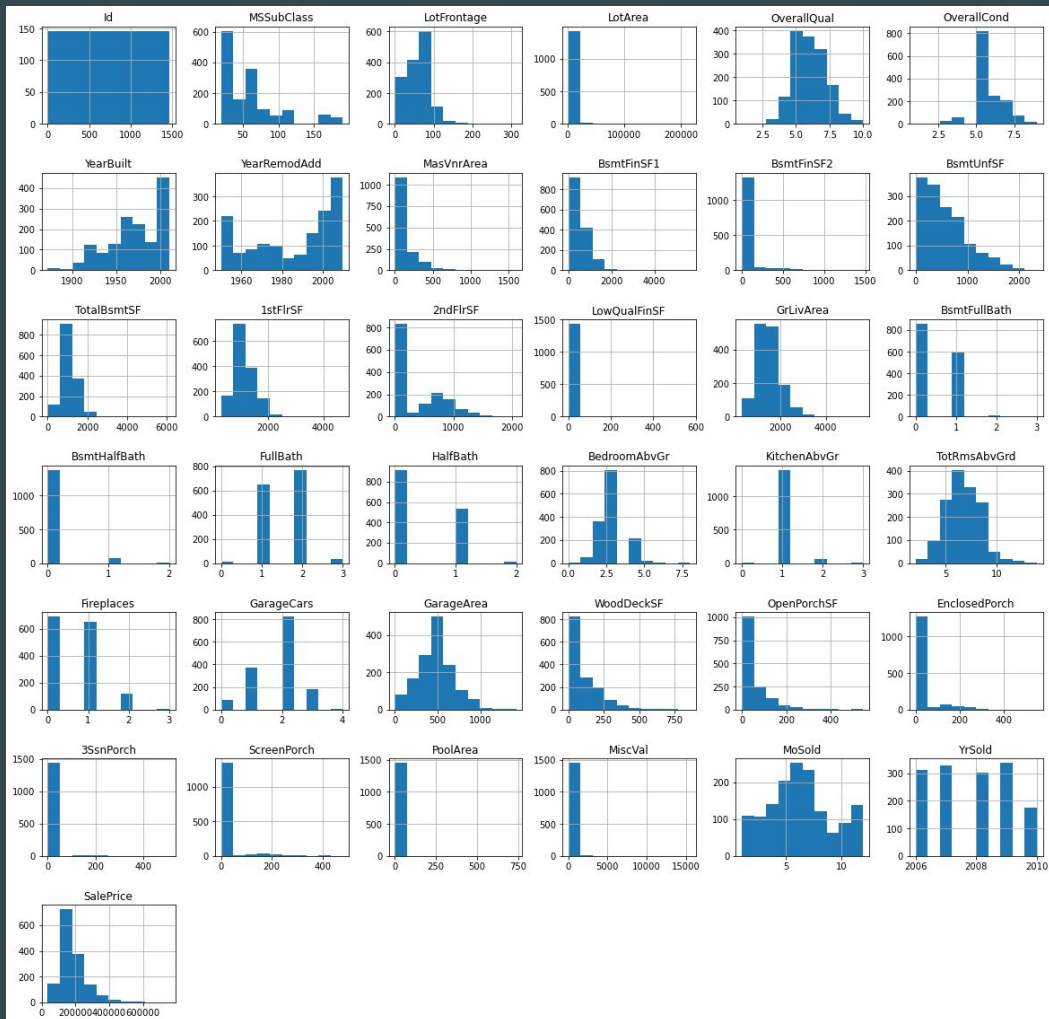 Id
150
100
50
0
0 500 1000 1500
MSSubClass
600
400
200
0
50 100 150
LotFrontage
600
400
200
0
0 100 200 300
LotArea
1000
500
0
0 100000 200000
OverallQual
400
300
200
100
0
2.5 5.0 7.5 10.0
OverallCond
800
600
400
200
0
2.5 5.0 7.5
YearBuilt
400
300
200
100
0
1900 1950 2000
YearRemodAdd
300
200
100
0
1960 1980 2000
MasVnrArea
1000
750
500
250
0
0 500 1000 1500
BsmtFinSF1
800
600
400
200
0
0 2000 4000
BsmtFinSF2
1000
500
0
0 500 1000 1500
BsmtUnfSF
300
200
100
0
0 1000 2000
TotalBsmtSF
800
600
400
200
0
0 2000 4000 6000
1stFlrSF
600
400
200
0
2000 4000
2ndFlrSF
800
600
400
200
0
0 1000 2000
LowQualFinSF
1500
1000
500
0
0 200 400 600
GrLivArea
400
200
0
2000 4000
BsmtFullBath
800
600
400
200
0
0 1 2 3
BsmtHalfBath
1000
500
0
0 1 2
FullBath
800
600
400
200
0
0 1 2 3
HalfBath
800
600
400
200
0
0 1 2
BedroomAbvGr
800
600
400
200
0
0.0 2.5 5.0 7.5
KitchenAbvGr
1000
500
0
0 1 2 3
TotRmsAbvGrd
400
300
200
100
0
5 10
Fireplaces
600
400
200
0
0 1 2 3
GarageCars
800
600
400
200
0
0 2 4
GarageArea
400
200
0
0 500 1000
WoodDeckSF
800
600
400
200
0
0 250 500 750
OpenPorchSF
1000
750
500
250
0
0 200 400
EnclosedPorch
1000
500
0
0 200 400
3SsnPorch
1500
1000
500
0
0 200 400
ScreenPorch
1000
500
0
0 200 400
PoolArea
1500
1000
500
0
0 250 500 750
MiscVal
1500
1000
500
0
0 5000 10000 15000
MoSold
200
100
0
5 10
YrSold
300
200
100
0
2006 2008 2010
SalePrice
600
400
200
0
0 200000 400000 600000